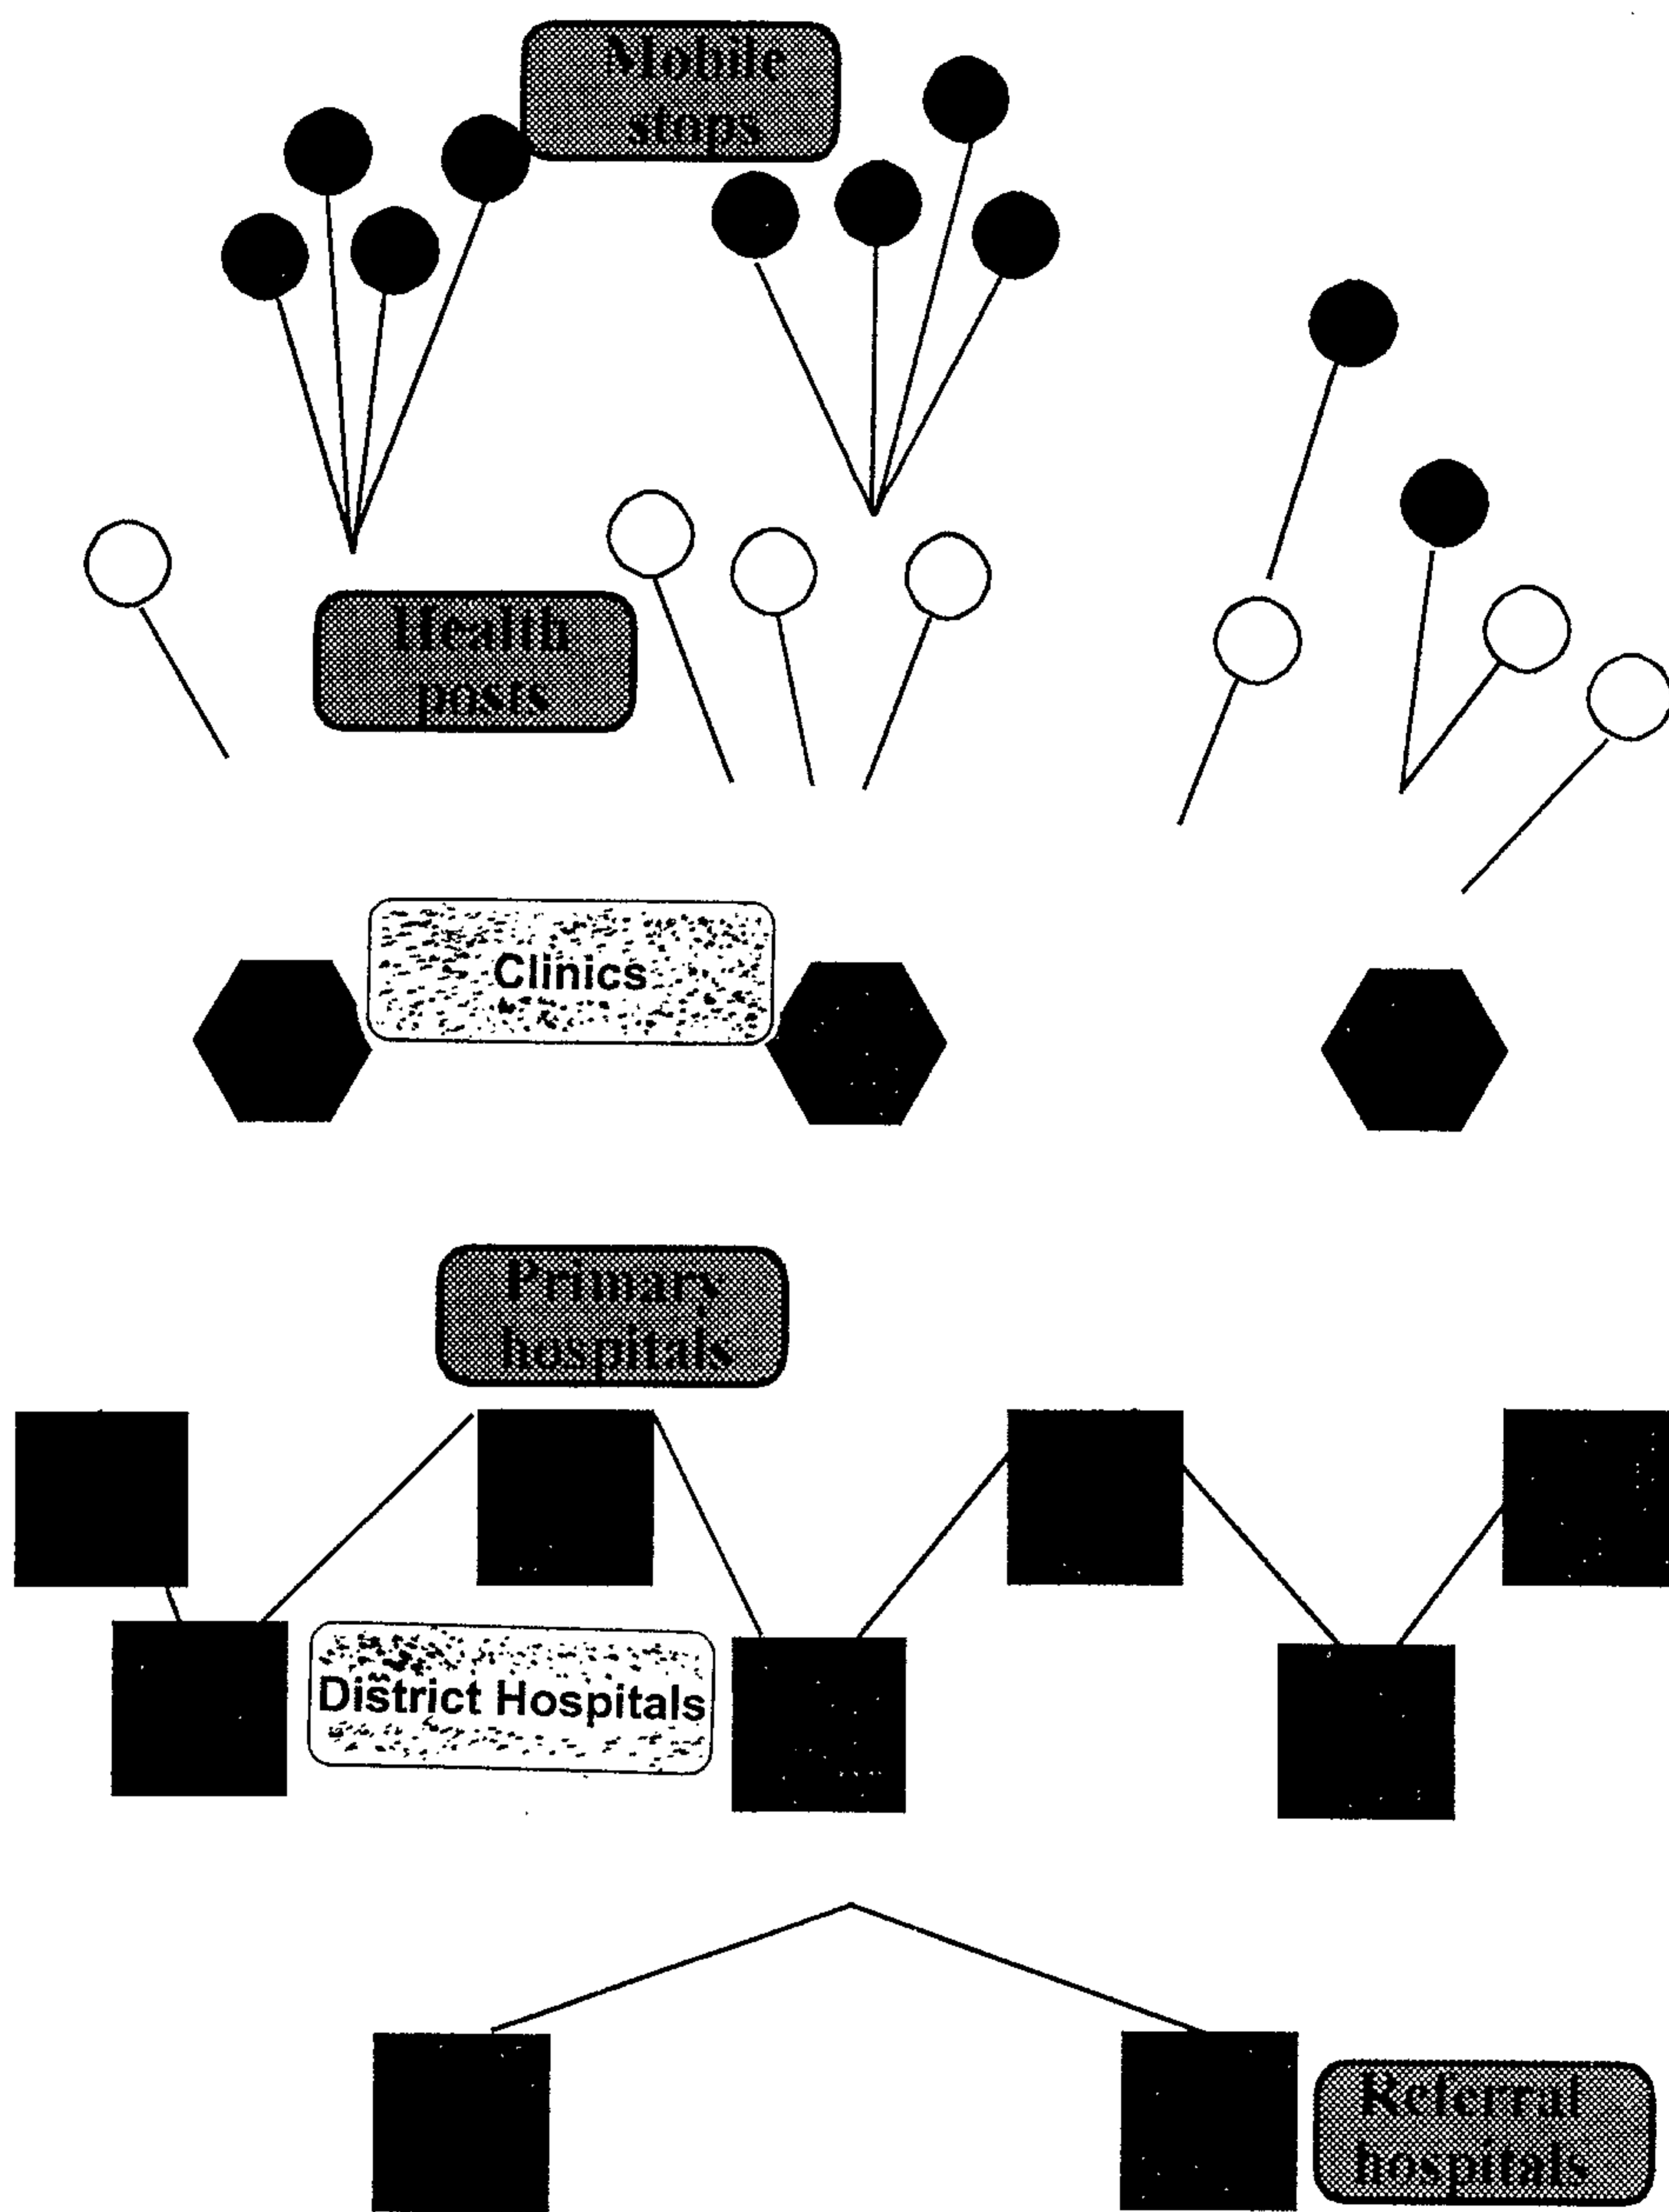 Mobile
stops
Health
posts
Clinics
Primary
hospitals
District Hospitals
Referral
hospitals